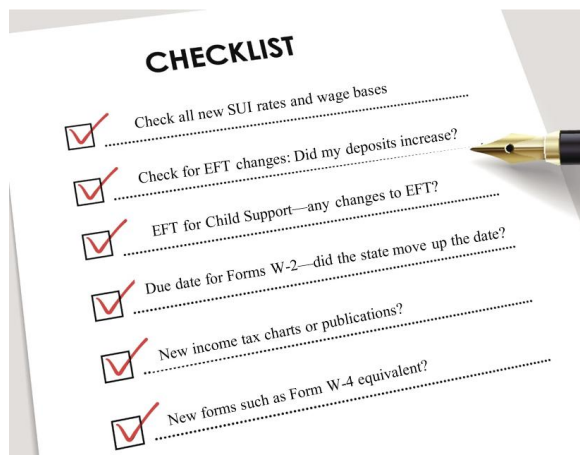 CHECKLIST
Check all new SUI rates and wage bases
Check for EFT changes: Did my deposits increase?
EFT for Child Support—any changes to EFT?
Due date for Forms W-2—did the state move up the date?
New income tax charts or publications?
New forms such as Form W-4 equivalent?